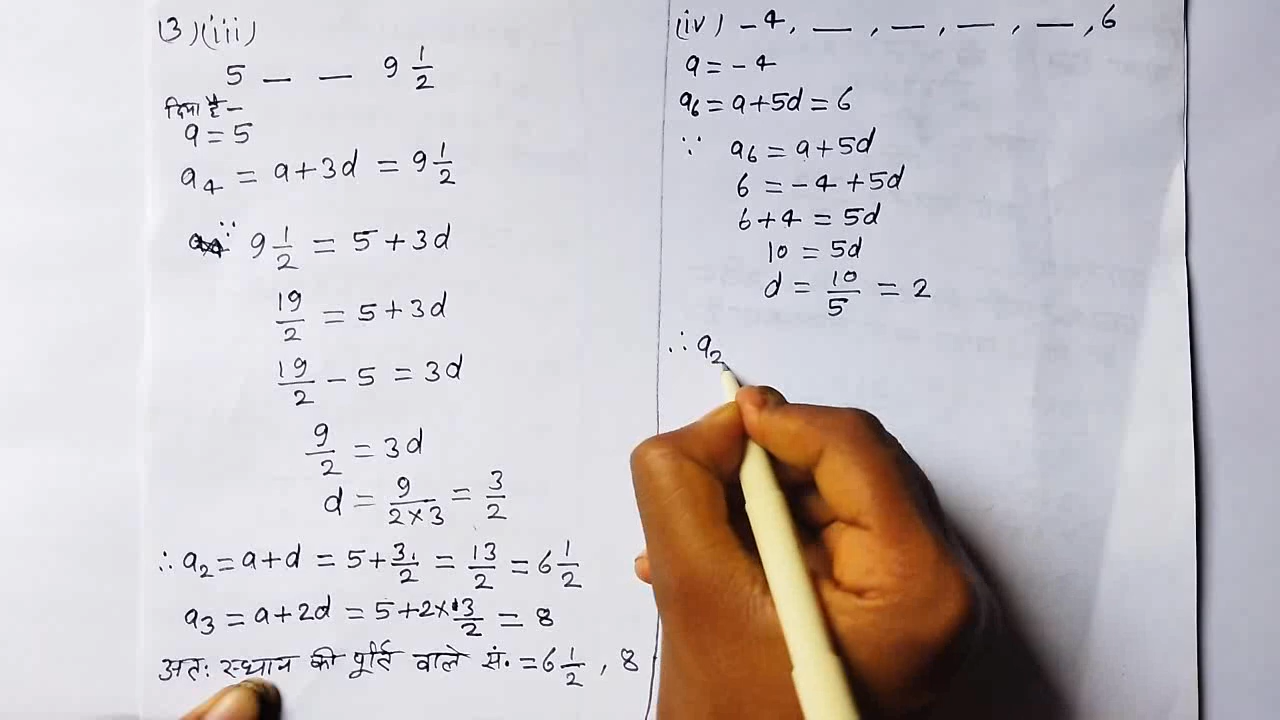 (3)(iii)
5 — — 9 1/2
दिया है-
a = 5
a₄ = a+3d = 9 1/2
∵ 9 1/2 = 5+3d
19/2 = 5+3d
19/2 - 5 = 3d
9/2 = 3d
d = 9/2×3 = 3/2
∴ a₂ = a+d = 5+3/2 = 13/2 = 6 1/2
a₃ = a+2d = 5+2×3/2 = 8
अतः स्थान की पूर्ति वाले सं. = 6 1/2, 8
(iv) -4, —, —, —, —, 6
a = -4
a₆ = a+5d = 6
∵ a₆ = a+5d
6 = -4+5d
6+4 = 5d
10 = 5d
d = 10/5 = 2
∴ a₂